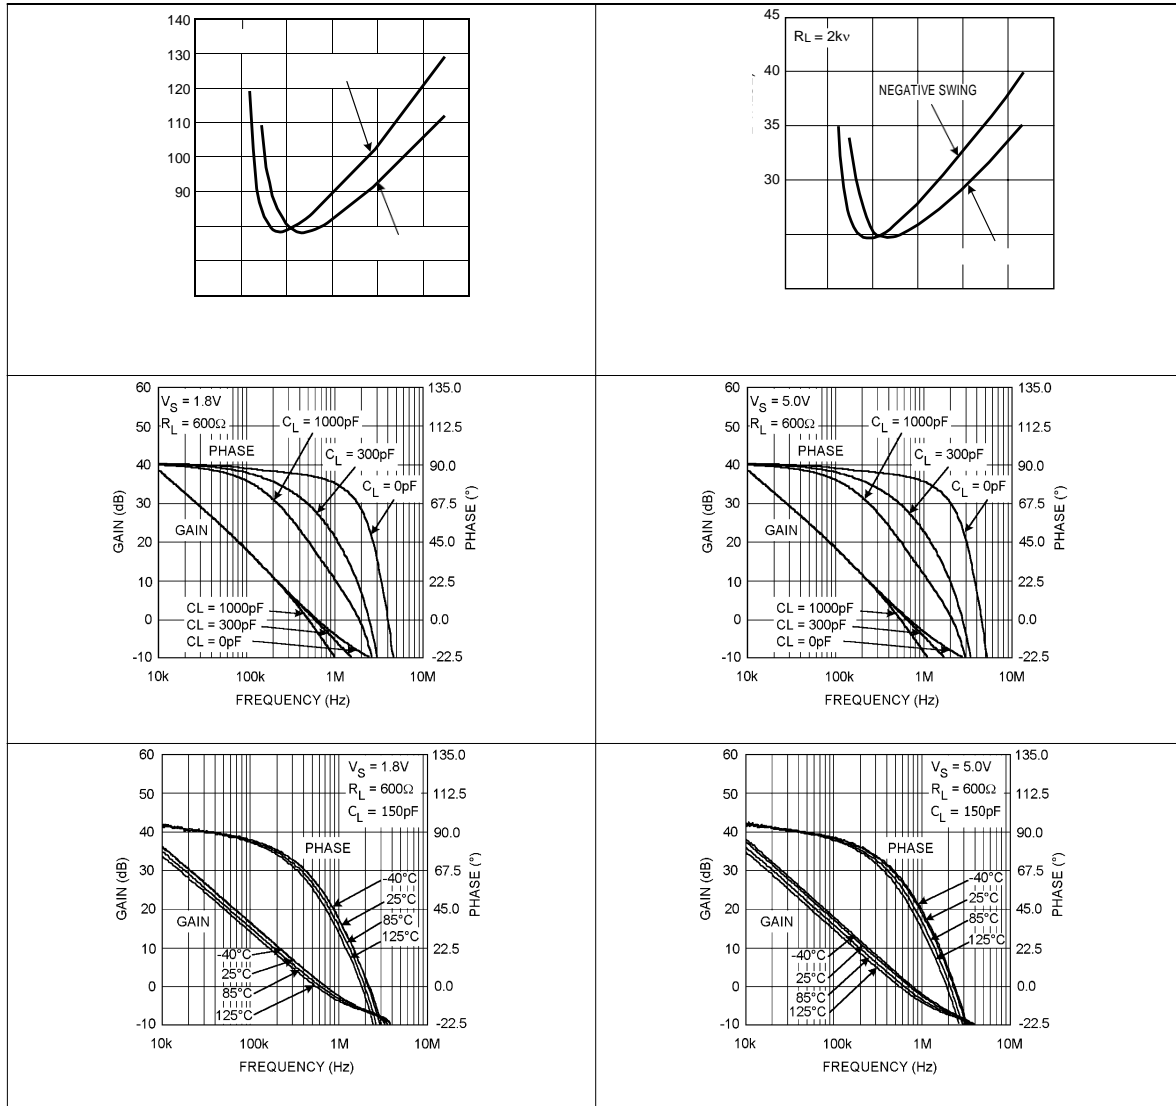 140
130
120
110
100
90
45
40
35
30
RL = 2kν
NEGATIVE SWING
60
50
40
30
20
10
0
-10
GAIN (dB)
VS = 1.8V
RL = 600Ω
PHASE
CL = 1000pF
CL = 300pF
CL = 0pF
GAIN
CL = 1000pF
CL = 300pF
CL = 0pF
135.0
112.5
90.0
67.5
45.0
22.5
0.0
-22.5
PHASE (°)
10k 100k 1M 10M
FREQUENCY (Hz)
60
50
40
30
20
10
0
-10
GAIN (dB)
VS = 5.0V
RL = 600Ω
PHASE
CL = 1000pF
CL = 300pF
CL = 0pF
GAIN
CL = 1000pF
CL = 300pF
CL = 0pF
135.0
112.5
90.0
67.5
45.0
22.5
0.0
-22.5
PHASE (°)
10k 100k 1M 10M
FREQUENCY (Hz)
60
50
40
30
20
10
0
-10
GAIN (dB)
VS = 1.8V
RL = 600Ω
CL = 150pF
PHASE
-40°C
25°C
85°C
125°C
GAIN
-40°C
25°C
85°C
125°C
135.0
112.5
90.0
67.5
45.0
22.5
0.0
-22.5
PHASE (°)
10k 100k 1M 10M
FREQUENCY (Hz)
60
50
40
30
20
10
0
-10
GAIN (dB)
VS = 5.0V
RL = 600Ω
CL = 150pF
PHASE
-40°C
25°C
85°C
125°C
GAIN
-40°C
25°C
85°C
125°C
135.0
112.5
90.0
67.5
45.0
22.5
0.0
-22.5
PHASE (°)
10k 100k 1M 10M
FREQUENCY (Hz)